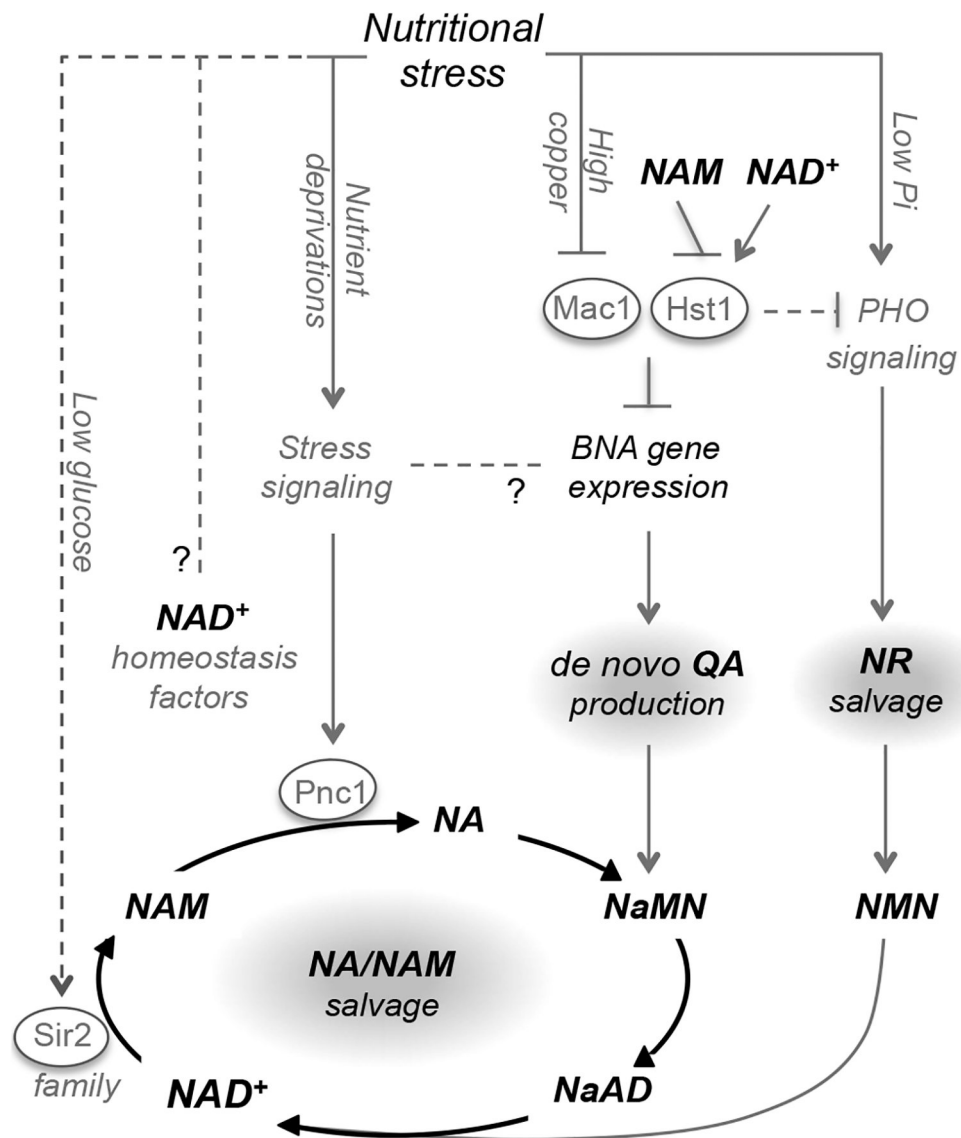 Nutritional
stress
Low glucose
Nutrient
deprivations
High
copper
Low Pi
NAM NAD⁺
Mac1
Hst1
PHO
signaling
Stress
signaling
?
BNA gene
expression
?
NAD⁺
homeostasis
factors
de novo QA
production
NR
salvage
Pnc1
NA
NAM
NaMN
NMN
NA/NAM
salvage
Sir2
family
NAD⁺
NaAD